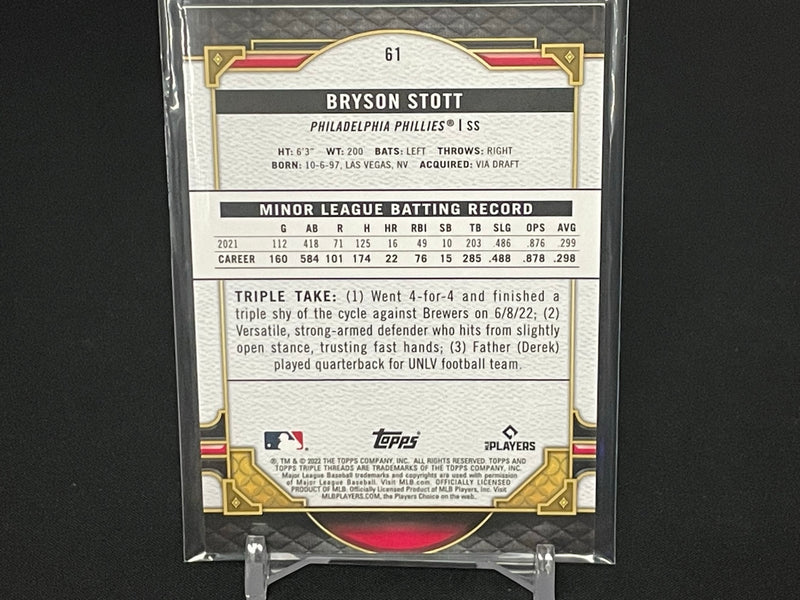 61
BRYSON STOTT
PHILADELPHIA PHILLIES® | SS
HT: 6'3" WT: 200 BATS: LEFT THROWS: RIGHT
BORN: 10-6-97, LAS VEGAS, NV ACQUIRED: VIA DRAFT
MINOR LEAGUE BATTING RECORD
G AB R H HR RBI SB TB SLG OPS AVG
2021 112 418 71 125 16 49 10 203 .486 .876 .299
CAREER 160 584 101 174 22 76 15 285 .488 .878 .298
TRIPLE TAKE: (1) Went 4-for-4 and finished a
triple shy of the cycle against Brewers on 6/8/22; (2)
Versatile, strong-armed defender who hits from slightly
open stance, trusting fast hands; (3) Father (Derek)
played quarterback for UNLV football team.
Topps
MLB PLAYERS
®, TM & © 2022 THE TOPPS COMPANY, INC. ALL RIGHTS RESERVED. TOPPS AND
TOPPS TRIPLE THREADS ARE TRADEMARKS OF THE TOPPS COMPANY, INC.
Major League Baseball trademarks and copyrights are used with permission
of Major League Baseball. Visit MLB.com. OFFICIALLY LICENSED
PRODUCT OF MLB. Officially Licensed Product of MLB Players, Inc. Visit
MLBPLAYERS.COM, the Players Choice on the web.